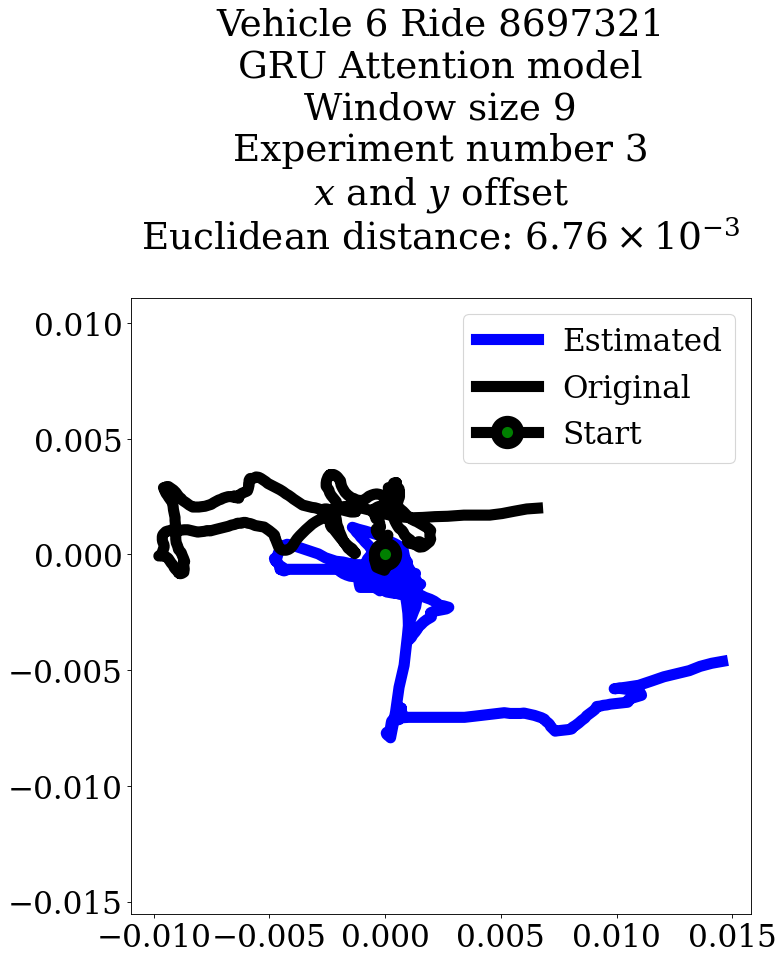 Vehicle 6 Ride 8697321
GRU Attention model
Window size 9
Experiment number 3
x and y offset
Euclidean distance: 6.76 × 10⁻³
Estimated
Original
Start
0.010
0.005
0.000
−0.005
−0.010
−0.015
−0.010 −0.005 0.000 0.005 0.010 0.015